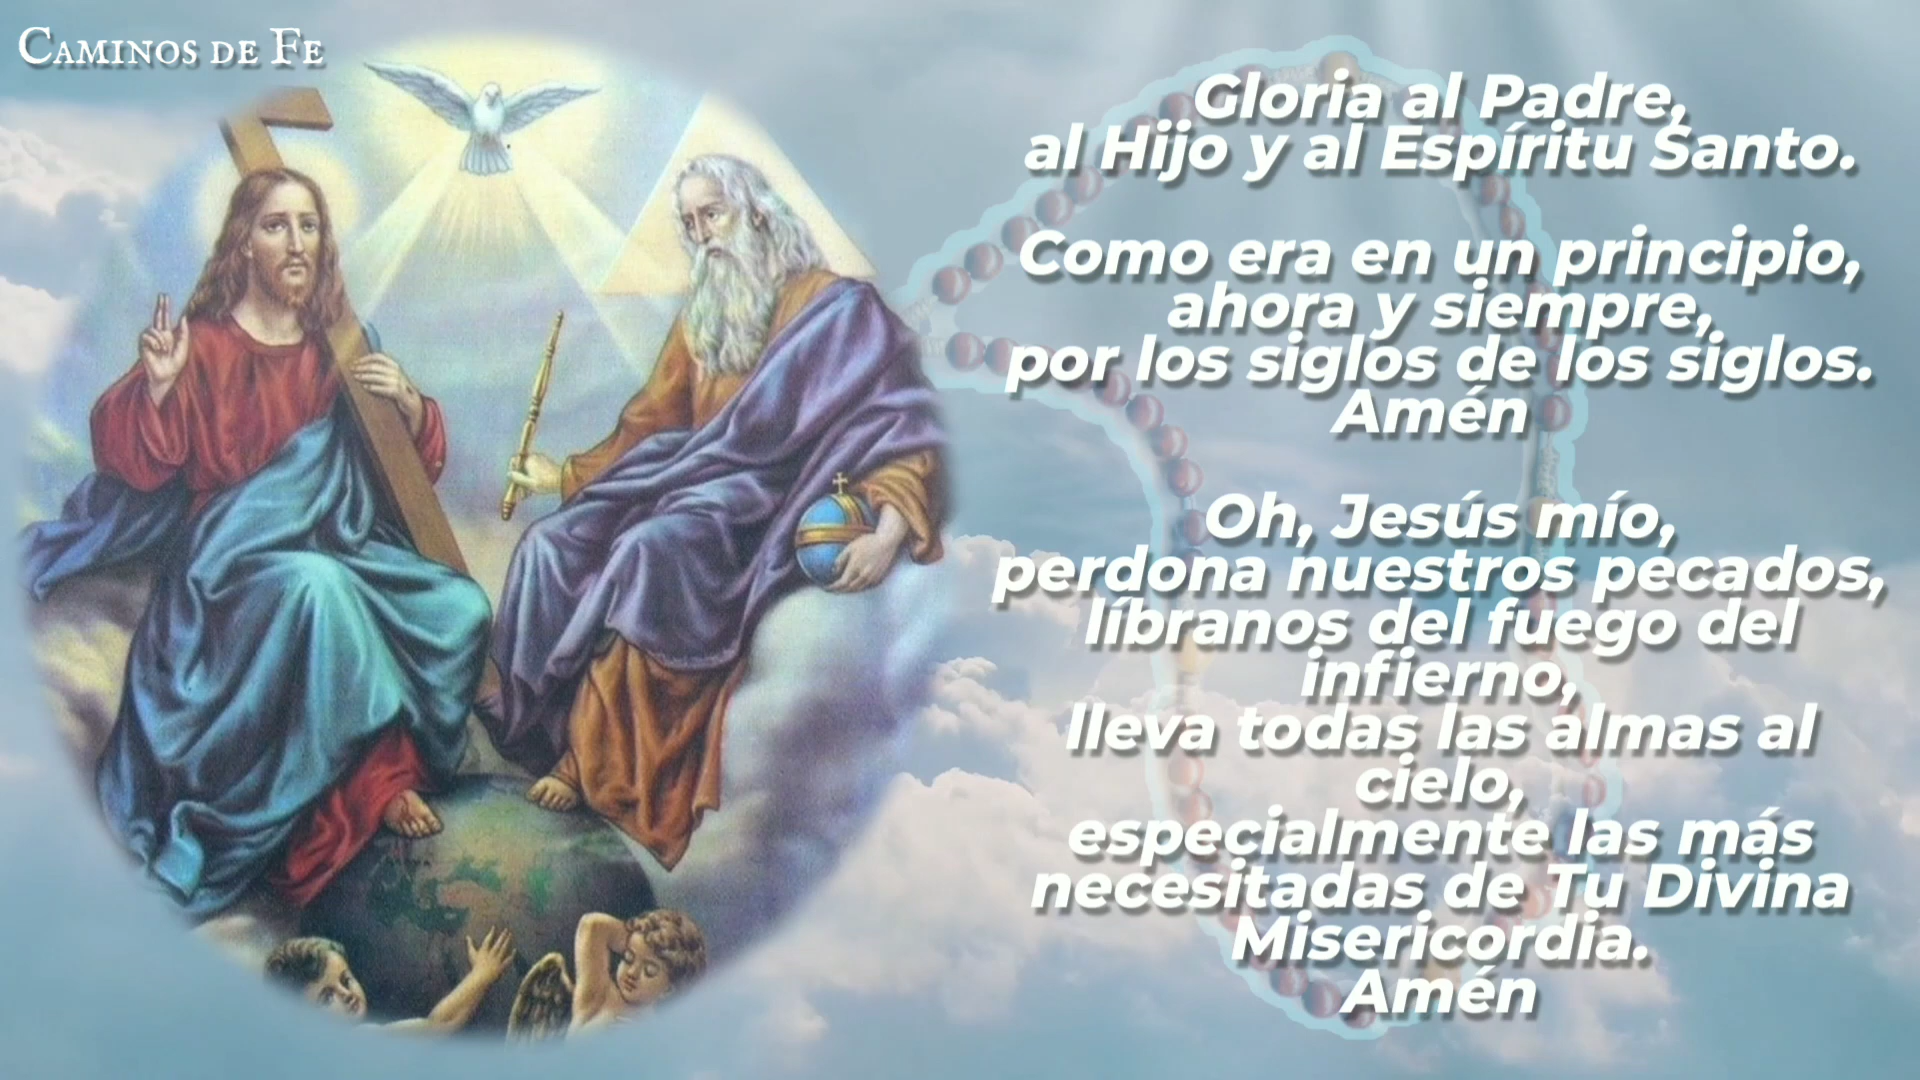 Caminos de Fe
Gloria al Padre,
al Hijo y al Espíritu Santo.
Como era en un principio,
ahora y siempre,
por los siglos de los siglos.
Amén
Oh, Jesús mío,
perdona nuestros pecados,
líbranos del fuego del
infierno,
lleva todas las almas al
cielo,
especialmente las más
necesitadas de Tu Divina
Misericordia.
Amén